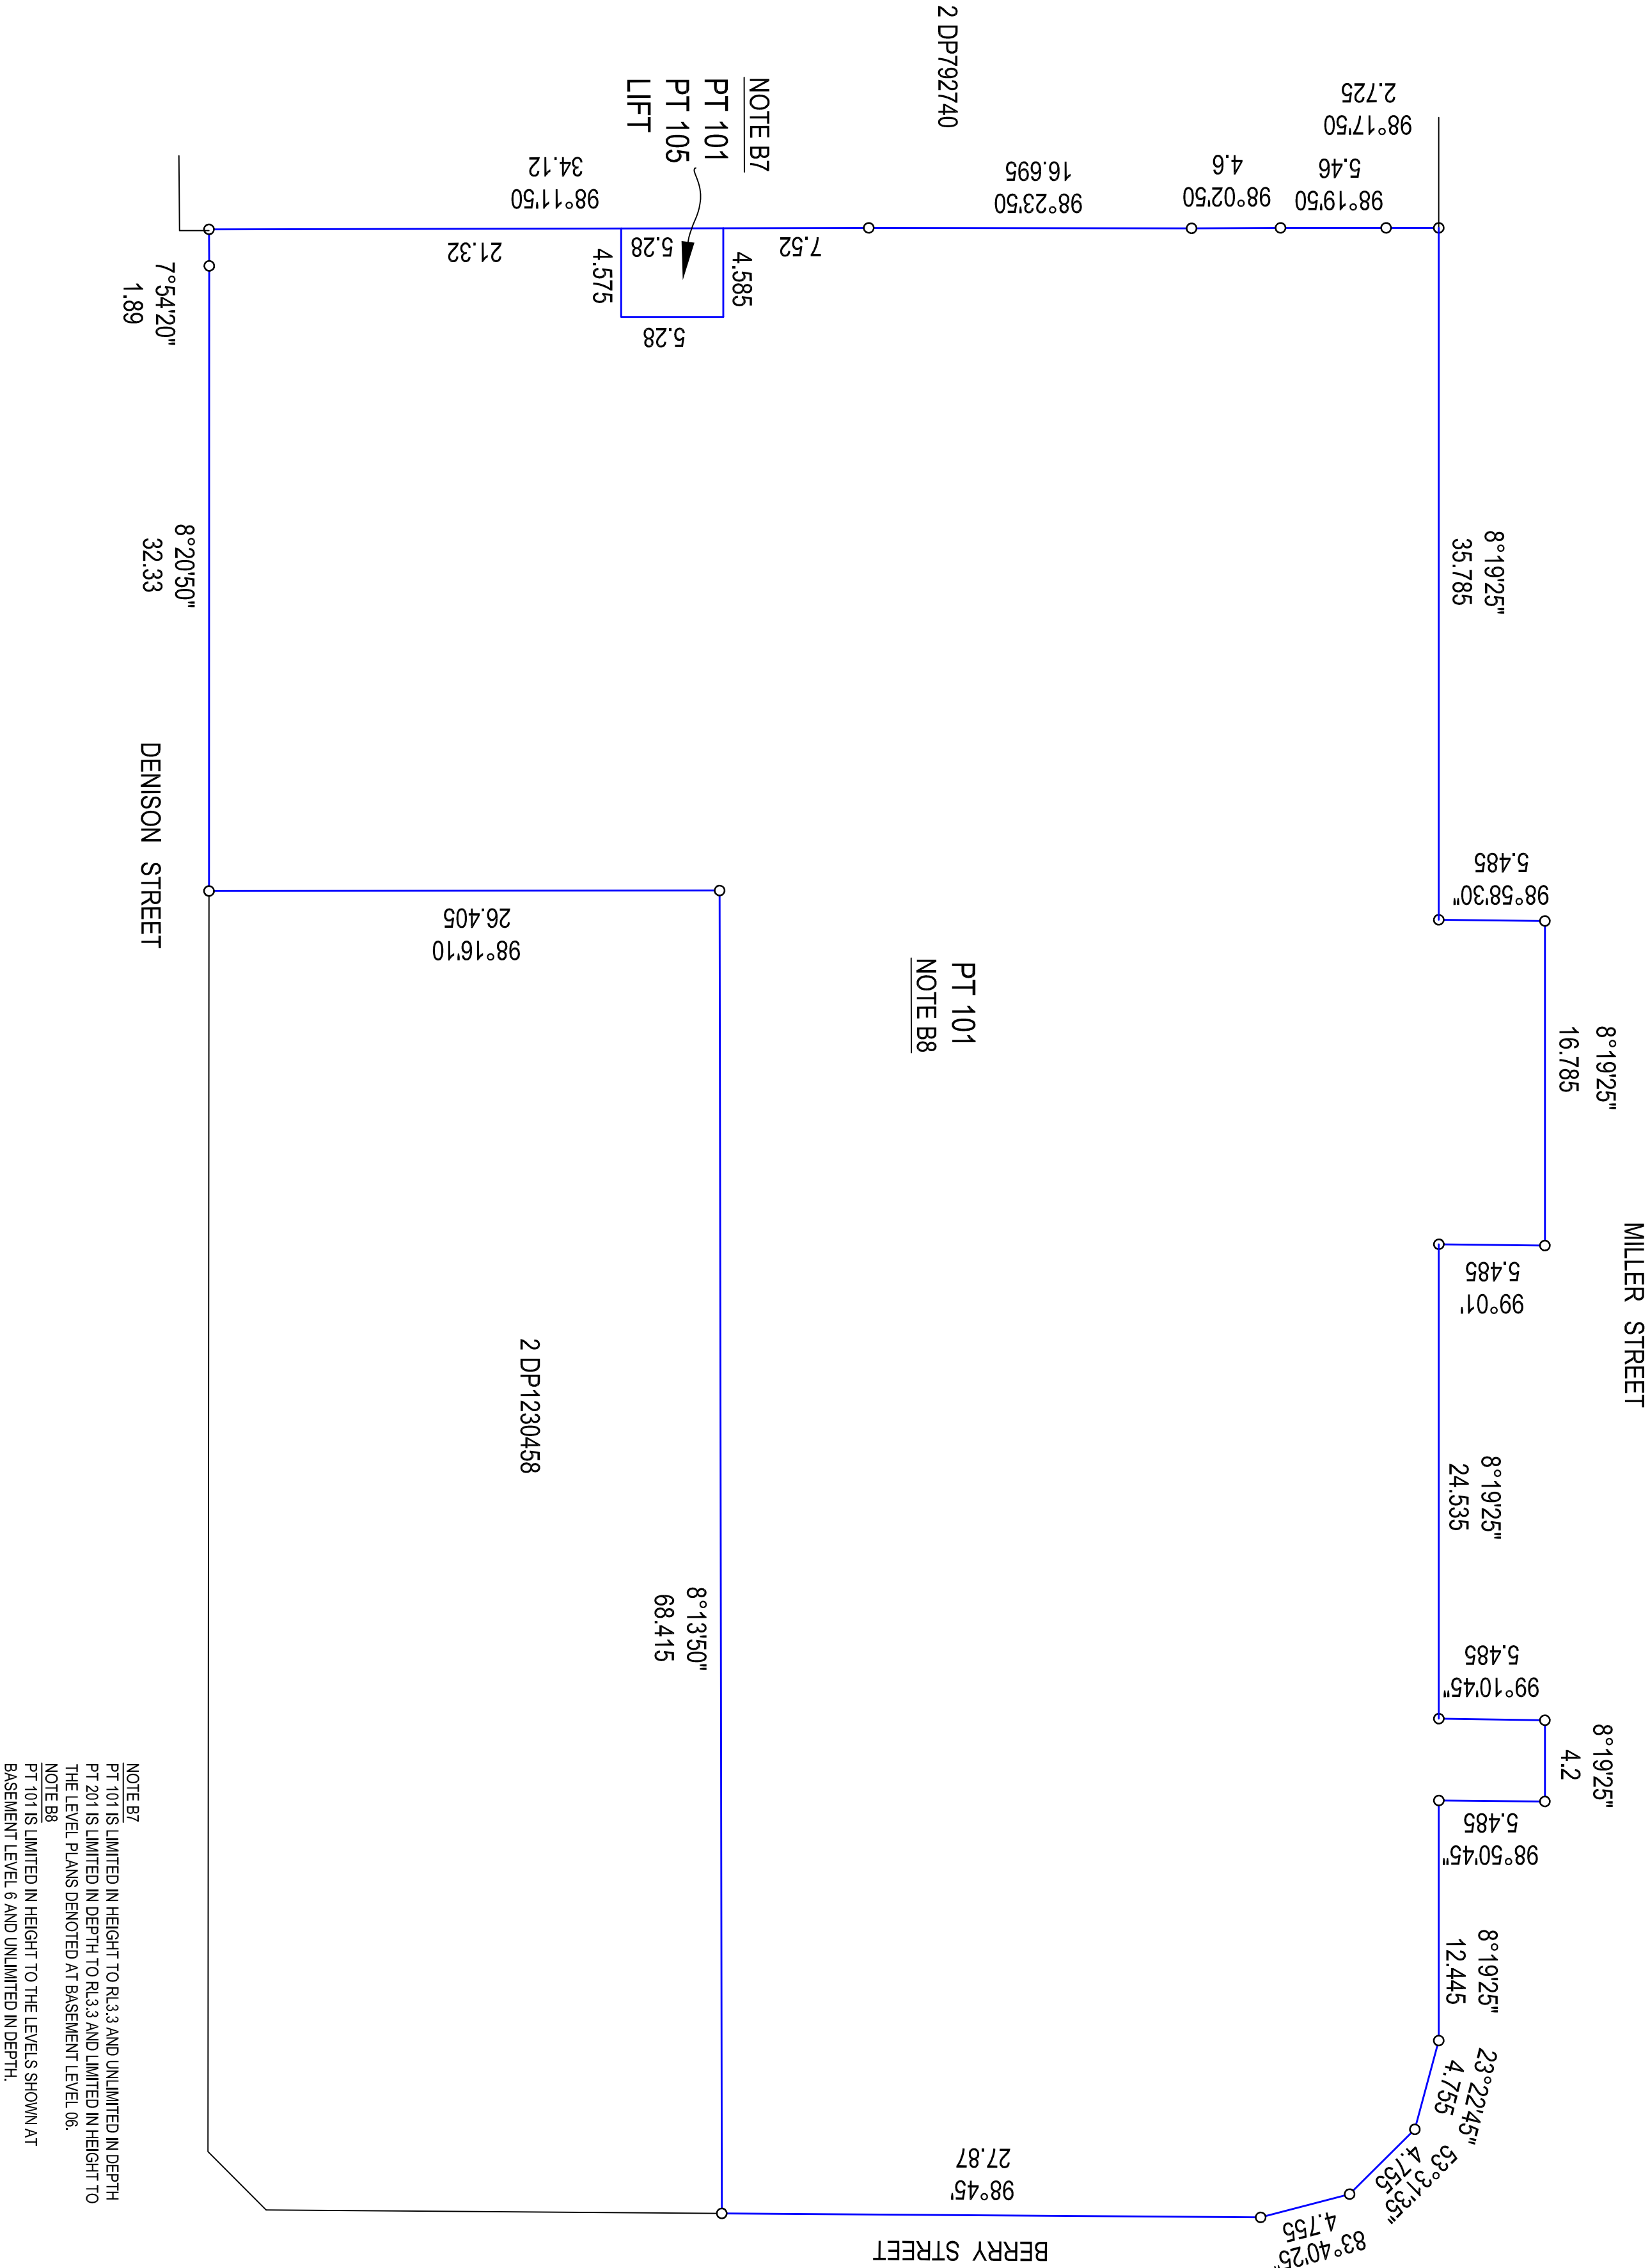 2 DP792740
98°17'50
2.725
98°19'50
5.46
98°02'50
4.6
98°23'50
16.695
98°11'50
34.12
NOTE B7
PT 101
PT 105
LIFT
7.52
5.28
21.32
4.585
4.575
5.28
7°54'20"
1.89
8°20'50"
32.33
DENISON STREET
98°16'10
26.405
8°19'25"
35.785
98°58'30"
5.485
8°19'25"
16.785
MILLER STREET
99°01'
5.485
PT 101
NOTE B8
8°19'25"
24.535
99°10'45"
5.485
8°19'25"
4.2
98°50'45"
5.485
8°19'25"
12.445
23°22'45"
4.755
53°31'35"
4.755
83°40'25"
4.755
98°45'
27.87
BERRY STREET
2 DP1230458
8°13'50"
68.415
NOTE B7
PT 101 IS LIMITED IN HEIGHT TO RL3.3 AND UNLIMITED IN DEPTH
PT 201 IS LIMITED IN DEPTH TO RL3.3 AND LIMITED IN HEIGHT TO
THE LEVEL PLANS DENOTED AT BASEMENT LEVEL 06.
NOTE B8
PT 101 IS LIMITED IN HEIGHT TO THE LEVELS SHOWN AT
BASEMENT LEVEL 6 AND UNLIMITED IN DEPTH.